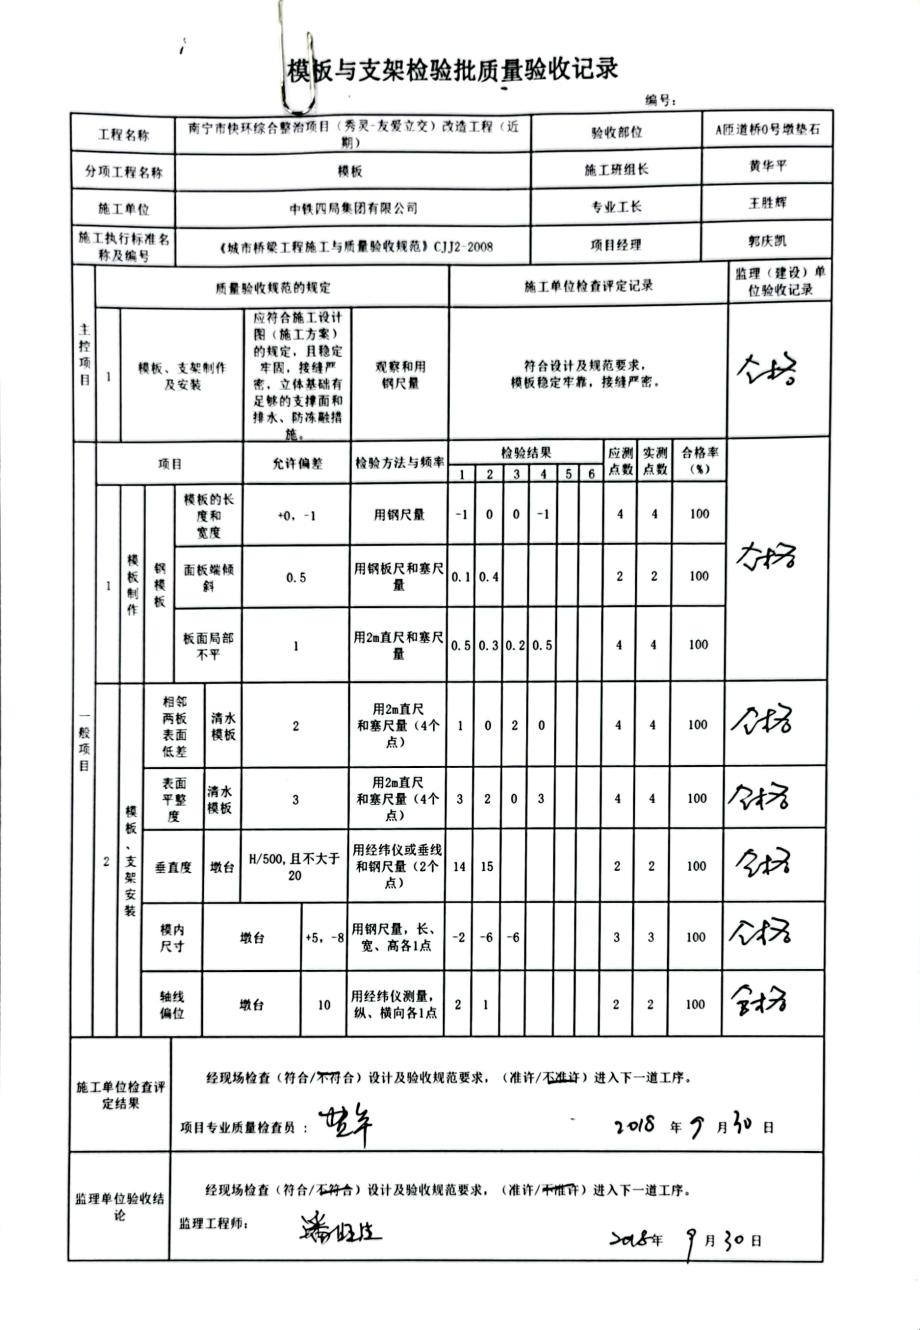 模板与支架检验批质量验收记录
编号：
工程名称 南宁市快环综合整治项目（秀灵-友爱立交）改造工程（近期） 验收部位 A匝道桥0号墩垫石
分项工程名称 模板 施工班组长 黄华平
施工单位 中铁四局集团有限公司 专业工长 王胜辉
施工执行标准名称及编号 《城市桥梁工程施工与质量验收规范》CJJ2-2008 项目经理 郭庆凯
主控项目 质量验收规范的规定 施工单位检查评定记录 监理（建设）单位验收记录
1 模板、支架制作及安装 应符合施工设计图（施工方案）的规定，且稳定牢固，接缝严密，立体基础有足够的支撑面和排水、防冻融措施。 观察和用钢尺量 符合设计及规范要求，模板稳定牢靠，接缝严密。 合格
一般项目 项目 允许偏差 检验方法与频率 检验结果 应测点数 实测点数 合格率（%）
1 2 3 4 5 6
1 模板制作 钢模板 模板的长度和宽度 +0，-1 用钢尺量 -1 0 0 -1 4 4 100 合格
面板端倾斜 0.5 用钢板尺和塞尺量 0.1 0.4 2 2 100
板面局部不平 1 用2m直尺和塞尺量 0.5 0.3 0.2 0.5 4 4 100
2 模板、支架安装 相邻两板表面低差 清水模板 2 用2m直尺和塞尺量（4个点） 1 0 2 0 4 4 100 合格
表面平整度 清水模板 3 用2m直尺和塞尺量（4个点） 3 2 0 3 4 4 100 合格
垂直度 墩台 H/500,且不大于20 用经纬仪或垂线和钢尺量（2个点） 14 15 2 2 100 合格
模内尺寸 墩台 +5，-8 用钢尺量，长、宽、高各1点 -2 -6 -6 3 3 100 合格
轴线偏位 墩台 10 用经纬仪测量，纵、横向各1点 2 1 2 2 100 合格
施工单位检查评定结果 经现场检查（符合/不符合）设计及验收规范要求，（准许/不准许）进入下一道工序。
项目专业质量检查员： 2018 年 9 月 30 日
监理单位验收结论 经现场检查（符合/不符合）设计及验收规范要求，（准许/不准许）进入下一道工序。
监理工程师： 2018年 9 月 30 日